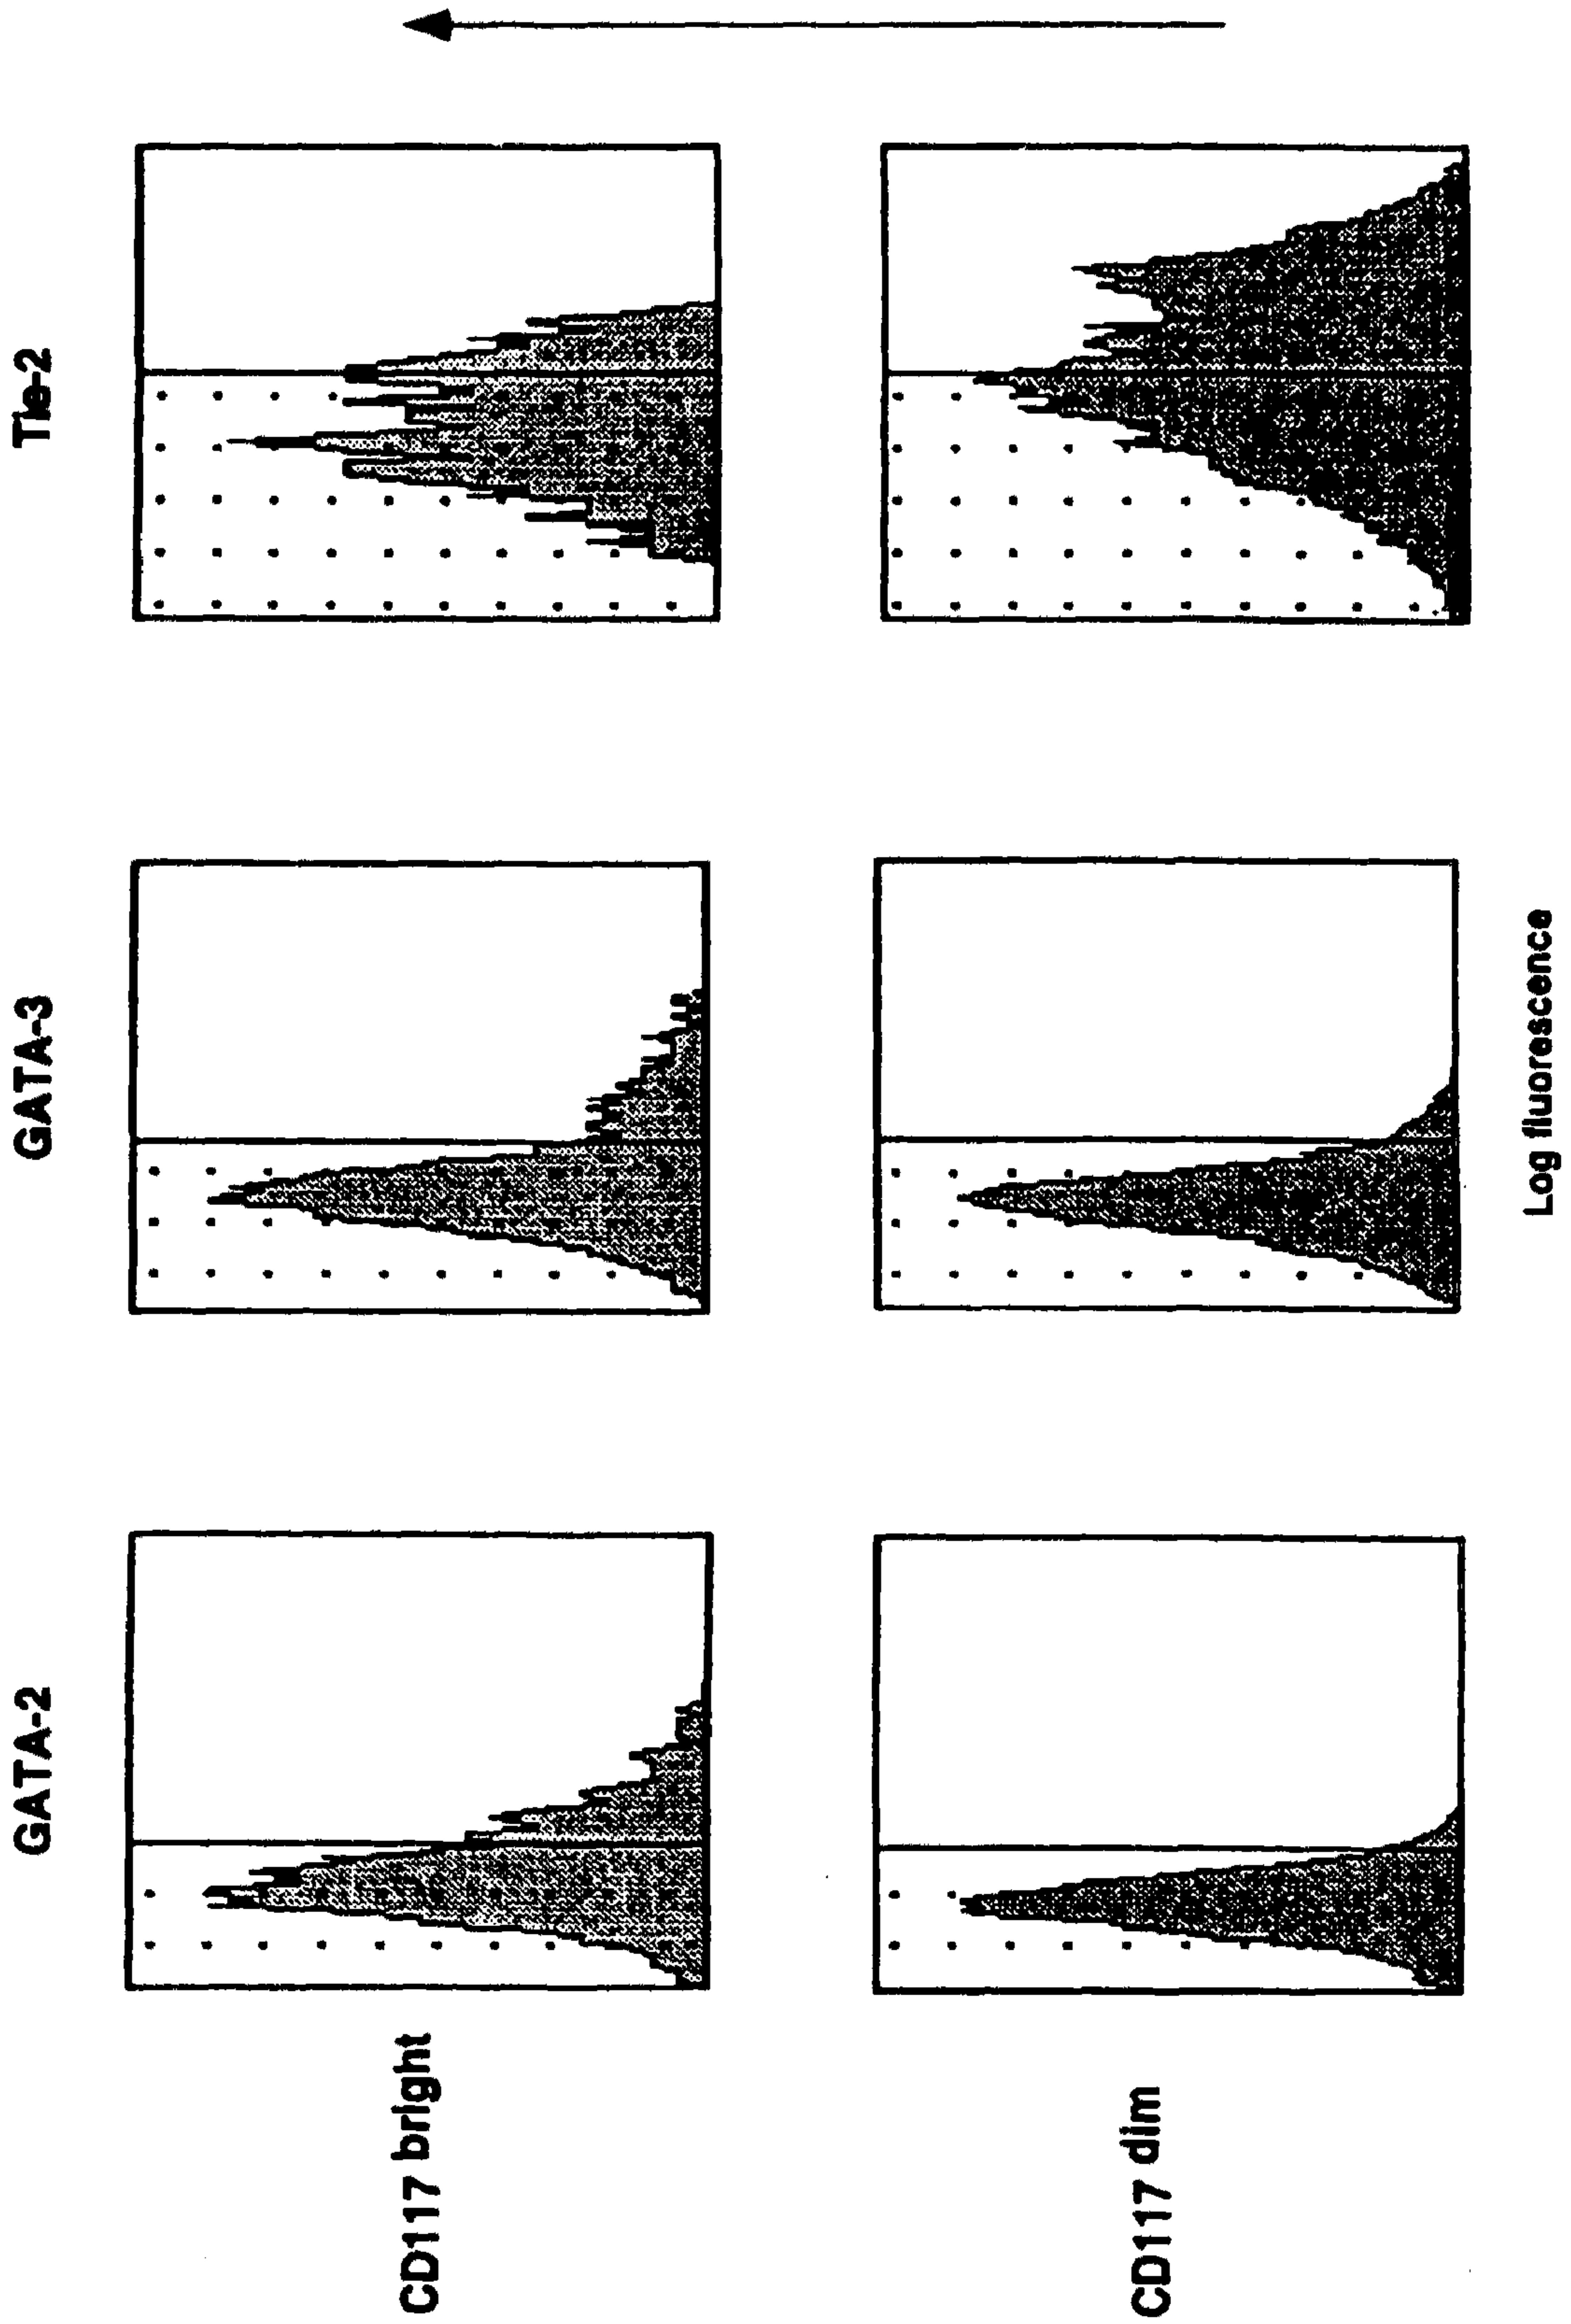 GATA-2
GATA-3
Tie-2
CD117 bright
CD117 dim
Log fluorescence